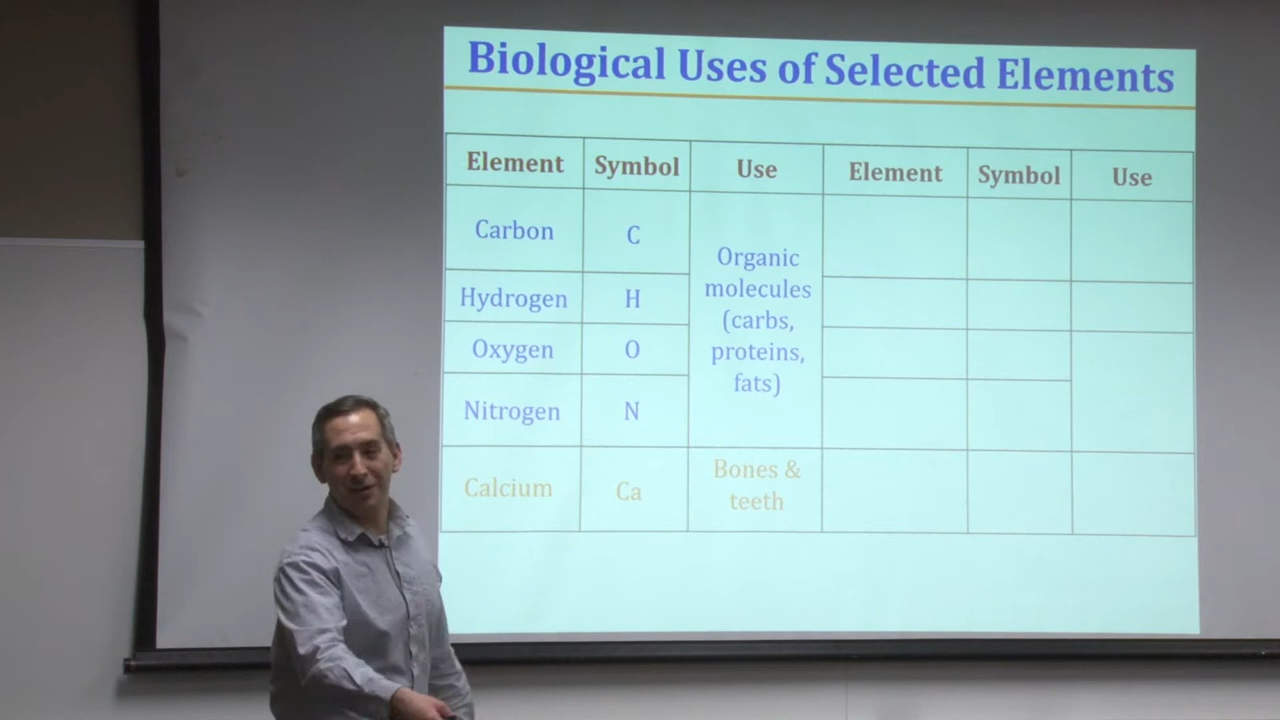 Biological Uses of Selected Elements
Element Symbol Use Element Symbol Use
Carbon C
Organic
molecules
(carbs,
proteins,
fats)
Hydrogen H
Oxygen O
Nitrogen N
Calcium Ca
Bones &
teeth